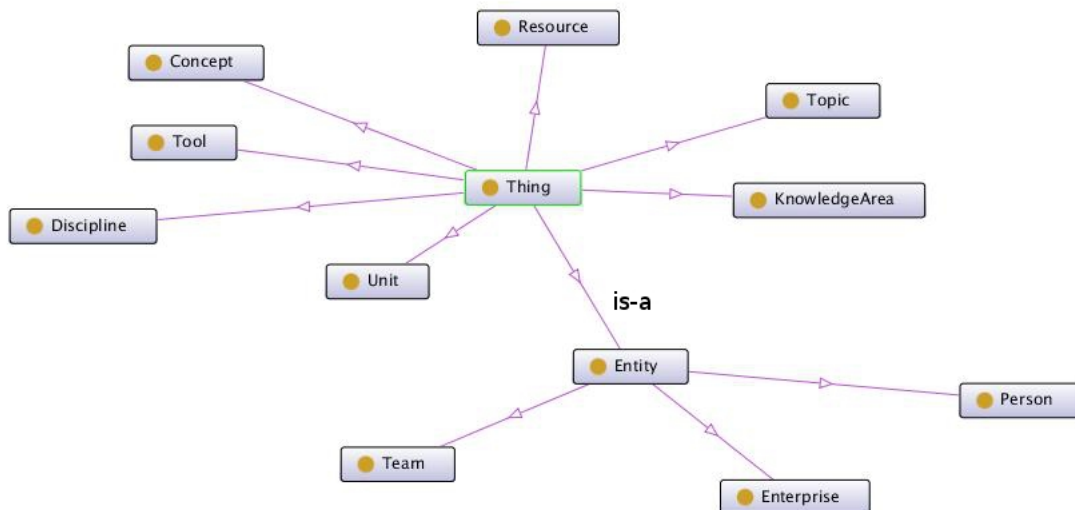 Resource
Concept
Topic
Tool
Thing
KnowledgeArea
Discipline
Unit
is-a
Entity
Person
Team
Enterprise